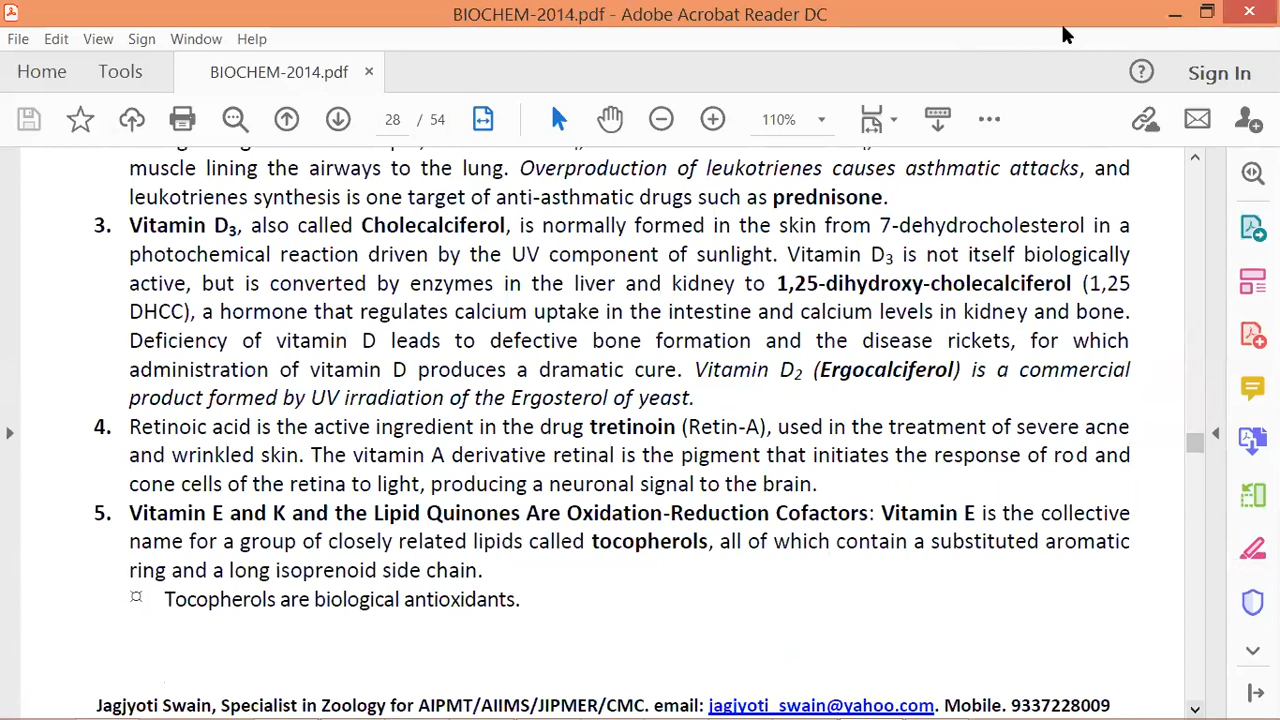 BIOCHEM-2014.pdf - Adobe Acrobat Reader DC
File Edit View Sign Window Help
Home Tools BIOCHEM-2014.pdf × Sign In
28 / 54 110%
muscle lining the airways to the lung. Overproduction of leukotrienes causes asthmatic attacks, and
leukotrienes synthesis is one target of anti-asthmatic drugs such as prednisone.
3. Vitamin D₃, also called Cholecalciferol, is normally formed in the skin from 7-dehydrocholesterol in a
photochemical reaction driven by the UV component of sunlight. Vitamin D₃ is not itself biologically
active, but is converted by enzymes in the liver and kidney to 1,25-dihydroxy-cholecalciferol (1,25
DHCC), a hormone that regulates calcium uptake in the intestine and calcium levels in kidney and bone.
Deficiency of vitamin D leads to defective bone formation and the disease rickets, for which
administration of vitamin D produces a dramatic cure. Vitamin D₂ (Ergocalciferol) is a commercial
product formed by UV irradiation of the Ergosterol of yeast.
4. Retinoic acid is the active ingredient in the drug tretinoin (Retin-A), used in the treatment of severe acne
and wrinkled skin. The vitamin A derivative retinal is the pigment that initiates the response of rod and
cone cells of the retina to light, producing a neuronal signal to the brain.
5. Vitamin E and K and the Lipid Quinones Are Oxidation-Reduction Cofactors: Vitamin E is the collective
name for a group of closely related lipids called tocopherols, all of which contain a substituted aromatic
ring and a long isoprenoid side chain.
¤ Tocopherols are biological antioxidants.
Jagjyoti Swain, Specialist in Zoology for AIPMT/AIIMS/JIPMER/CMC. email: jagjyoti_swain@yahoo.com. Mobile. 9337228009